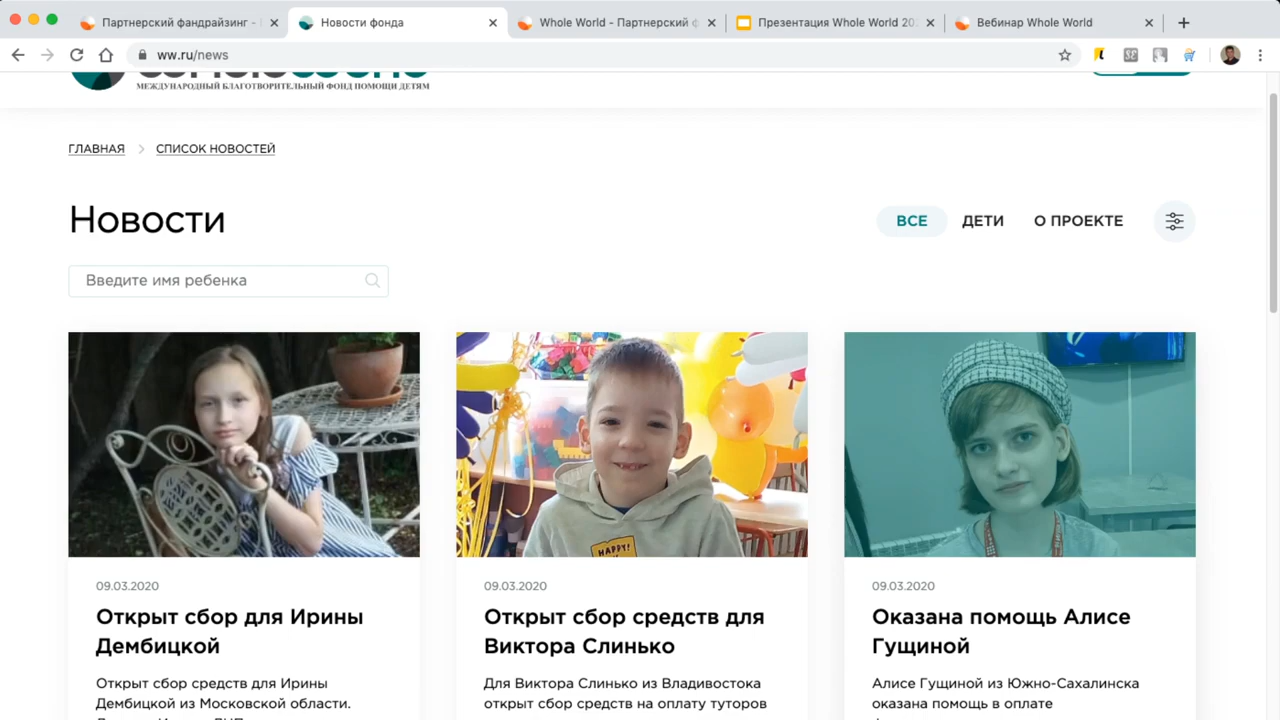 Партнерский фандрайзинг -
Новости фонда
Whole World - Партнерский ф
Презентация Whole World 20
Вебинар Whole World
ww.ru/news
МЕЖДУНАРОДНЫЙ БЛАГОТВОРИТЕЛЬНЫЙ ФОНД ПОМОЩИ ДЕТЯМ
ГЛАВНАЯ
СПИСОК НОВОСТЕЙ
Новости
ВСЕ
ДЕТИ
О ПРОЕКТЕ
Введите имя ребенка
HAPPY!
09.03.2020
Открыт сбор для Ирины
Дембицкой
Открыт сбор средств для Ирины
Дембицкой из Московской области.
09.03.2020
Открыт сбор средств для
Виктора Слинько
Для Виктора Слинько из Владивостока
открыт сбор средств на оплату туторов
09.03.2020
Оказана помощь Алисе
Гущиной
Алисе Гущиной из Южно-Сахалинска
оказана помощь в оплате